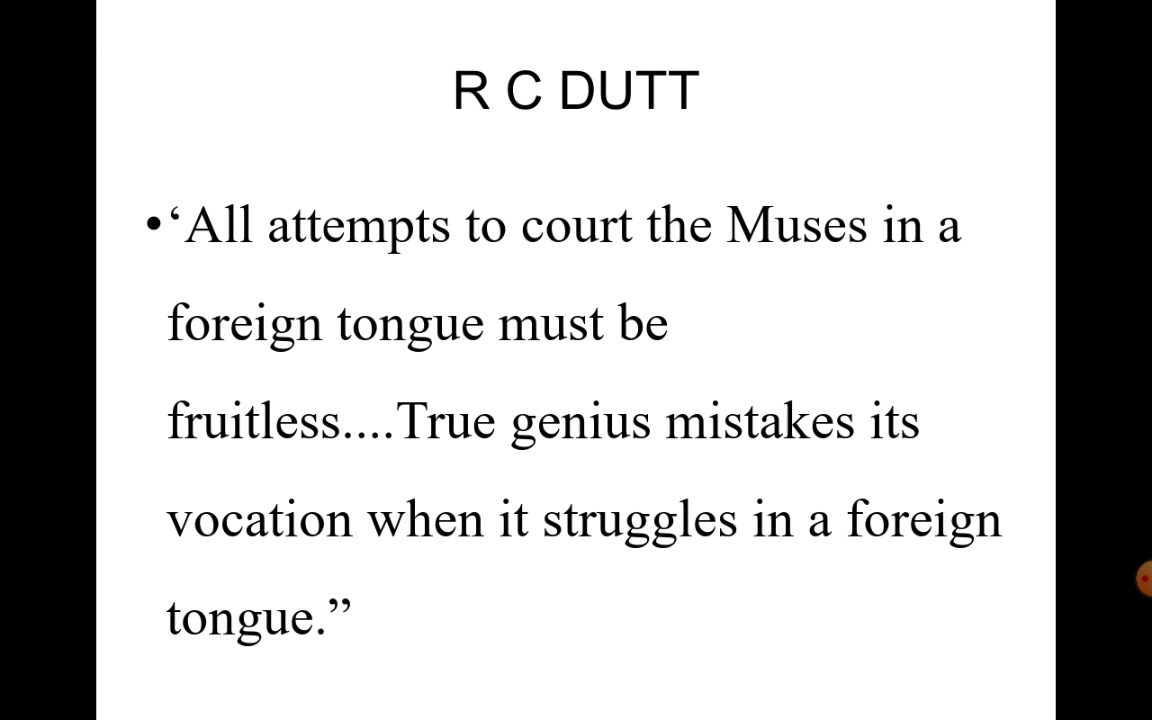 R C DUTT
•‘All attempts to court the Muses in a
foreign tongue must be
fruitless....True genius mistakes its
vocation when it struggles in a foreign
tongue.”